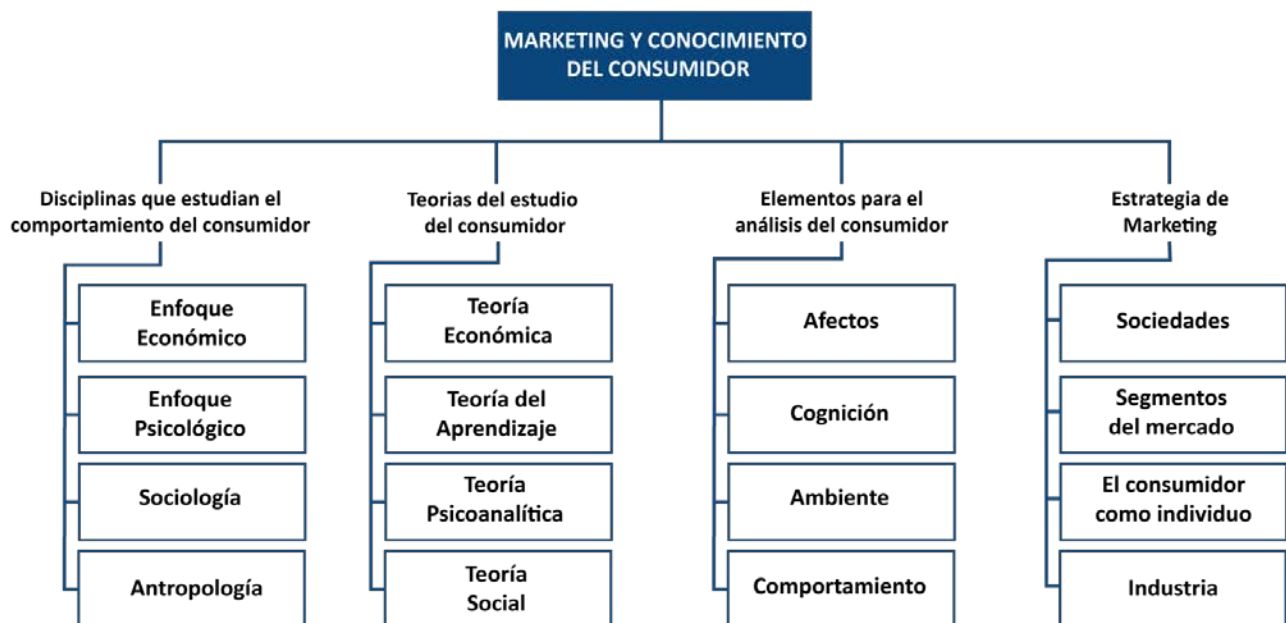 MARKETING Y CONOCIMIENTO
DEL CONSUMIDOR
Disciplinas que estudian el
comportamiento del consumidor
Enfoque
Económico
Enfoque
Psicológico
Sociología
Antropología
Teorias del estudio
del consumidor
Teoría
Económica
Teoría del
Aprendizaje
Teoría
Psicoanalítica
Teoría
Social
Elementos para el
análisis del consumidor
Afectos
Cognición
Ambiente
Comportamiento
Estrategia de
Marketing
Sociedades
Segmentos
del mercado
El consumidor
como individuo
Industria